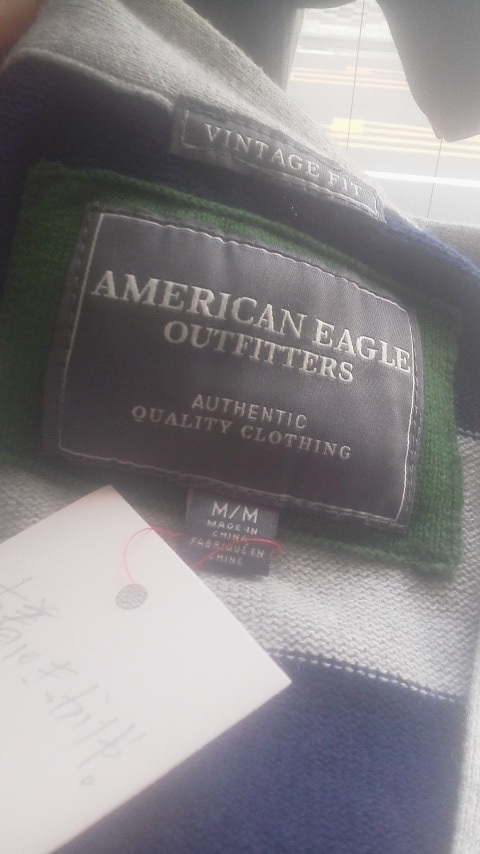 VINTAGE FIT
AMERICAN EAGLE
OUTFITTERS
AUTHENTIC
QUALITY CLOTHING
M/M
MADE IN
CHINA
FABRIQUÉ EN
CHINE